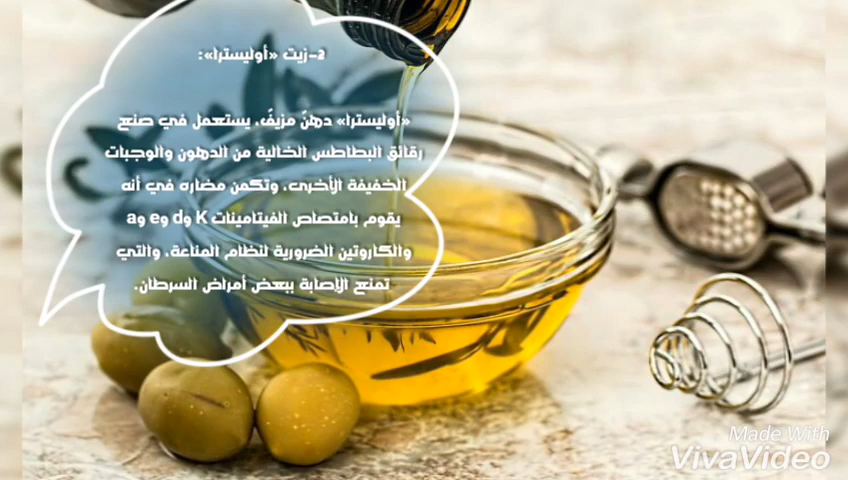 2-زيت «أوليسترا»:
«أوليسترا» دهنٌ مزيفٌ، يستعمل في صنع
رقائق البطاطس الخالية من الدهون والوجبات
الخفيفة الأخرى، وتكمن مضاره في أنه
يقوم بامتصاص الفيتامينات K وd وe وa
والكاروتين الضرورية لنظام المناعة، والتي
تمنع الإصابة ببعض أمراض السرطان.
Made With
VivaVideo